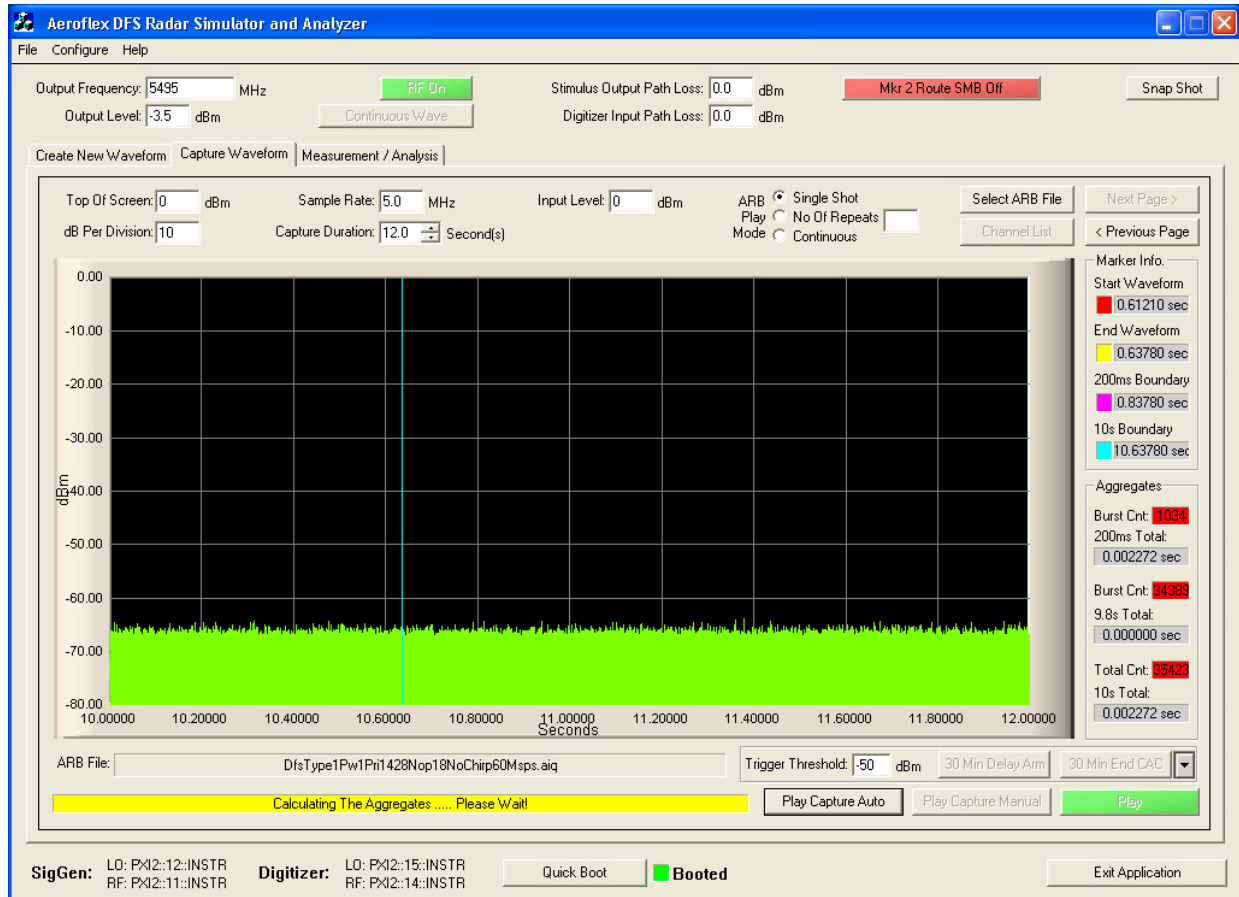 Aeroflex DFS Radar Simulator and Analyzer
File Configure Help
Output Frequency: 5495 MHz
RF On
Stimulus Output Path Loss: 0.0 dBm
Mkr 2 Route SMB Off
Snap Shot
Output Level: -3.5 dBm
Continuous Wave
Digitizer Input Path Loss: 0.0 dBm
Create New Waveform
Capture Waveform
Measurement / Analysis
Top Of Screen: 0 dBm
Sample Rate: 5.0 MHz
Input Level: 0 dBm
ARB Play Mode
Single Shot
No Of Repeats
Continuous
Select ARB File
Next Page >
dB Per Division: 10
Capture Duration: 12.0 Second(s)
Channel List
< Previous Page
0.00
-10.00
-20.00
-30.00
-40.00
-50.00
-60.00
-70.00
-80.00
dBm
10.00000 10.20000 10.40000 10.60000 10.80000 11.00000 11.20000 11.40000 11.60000 11.80000 12.00000
Seconds
Marker Info.
Start Waveform
0.61210 sec
End Waveform
0.63780 sec
200ms Boundary
0.83780 sec
10s Boundary
10.63780 sec
Aggregates
Burst Cnt: 1034
200ms Total:
0.002272 sec
Burst Cnt: 34389
9.8s Total:
0.000000 sec
Total Cnt: 35423
10s Total:
0.002272 sec
ARB File: DfsType1Pw1Pri1428Nop18NoChirp60Msps.aiq
Trigger Threshold: -50 dBm
30 Min Delay Arm
30 Min End CAC
Calculating The Aggregates ..... Please Wait!
Play Capture Auto
Play Capture Manual
Play
SigGen: LO: PXI2::12::INSTR
RF: PXI2::11::INSTR
Digitizer: LO: PXI2::15::INSTR
RF: PXI2::14::INSTR
Quick Boot
Booted
Exit Application